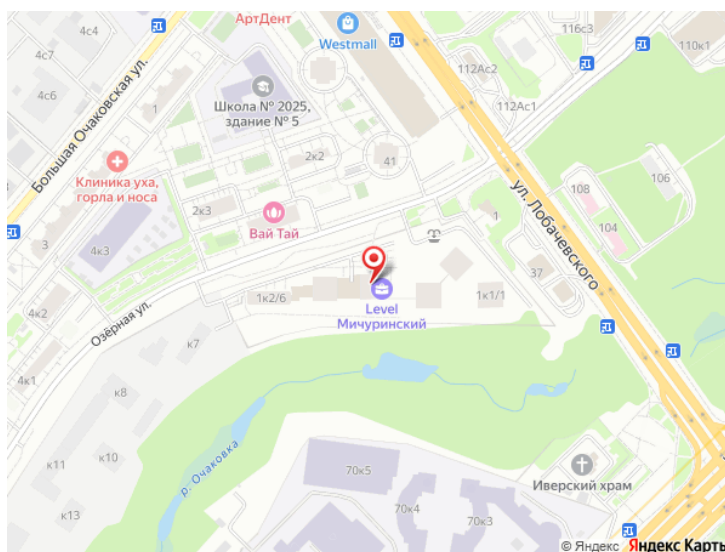 4с4
АртДент
116с3
4с7
Westmall
110к1
4с6
112Ас2
Большая Очаковская ул.
Школа № 2025,
здание № 5
112Ас1
1
2к2
41
Клиника уха,
горла и носа
ул. Лобачевского
108
106
2к3
Вай Тай
1
104
3
4к3
37
1к2/6
1к1/1
Level
Мичуринский
4к2
Озёрная ул.
к7
4к1
к8
р. Очаковка
к10
к11
70к5
Иверский храм
70к4
70к3
к13
© Яндекс Яндекс Карты